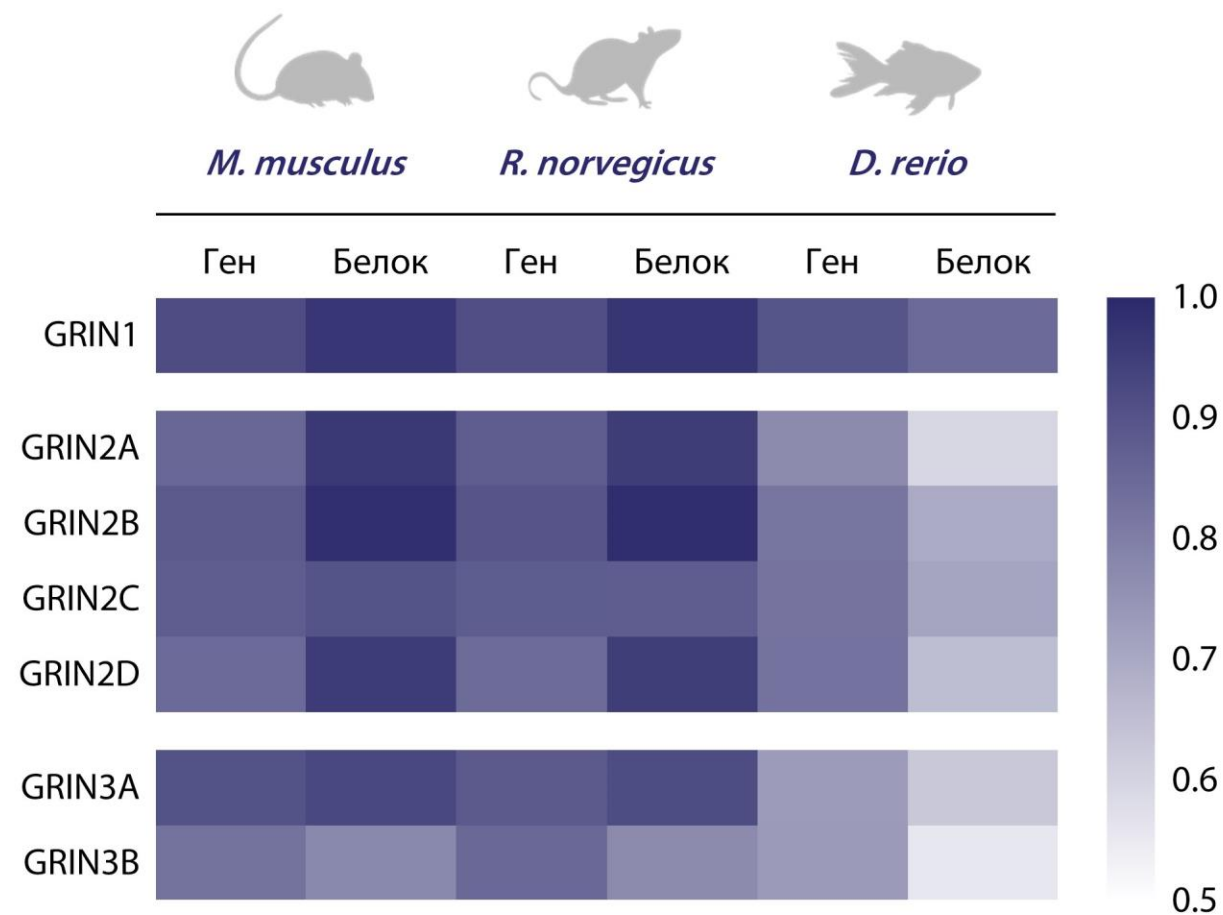 M. musculus R. norvegicus D. rerio
Ген Белок Ген Белок Ген Белок
GRIN1
GRIN2A
GRIN2B
GRIN2C
GRIN2D
GRIN3A
GRIN3B
1.0
0.9
0.8
0.7
0.6
0.5